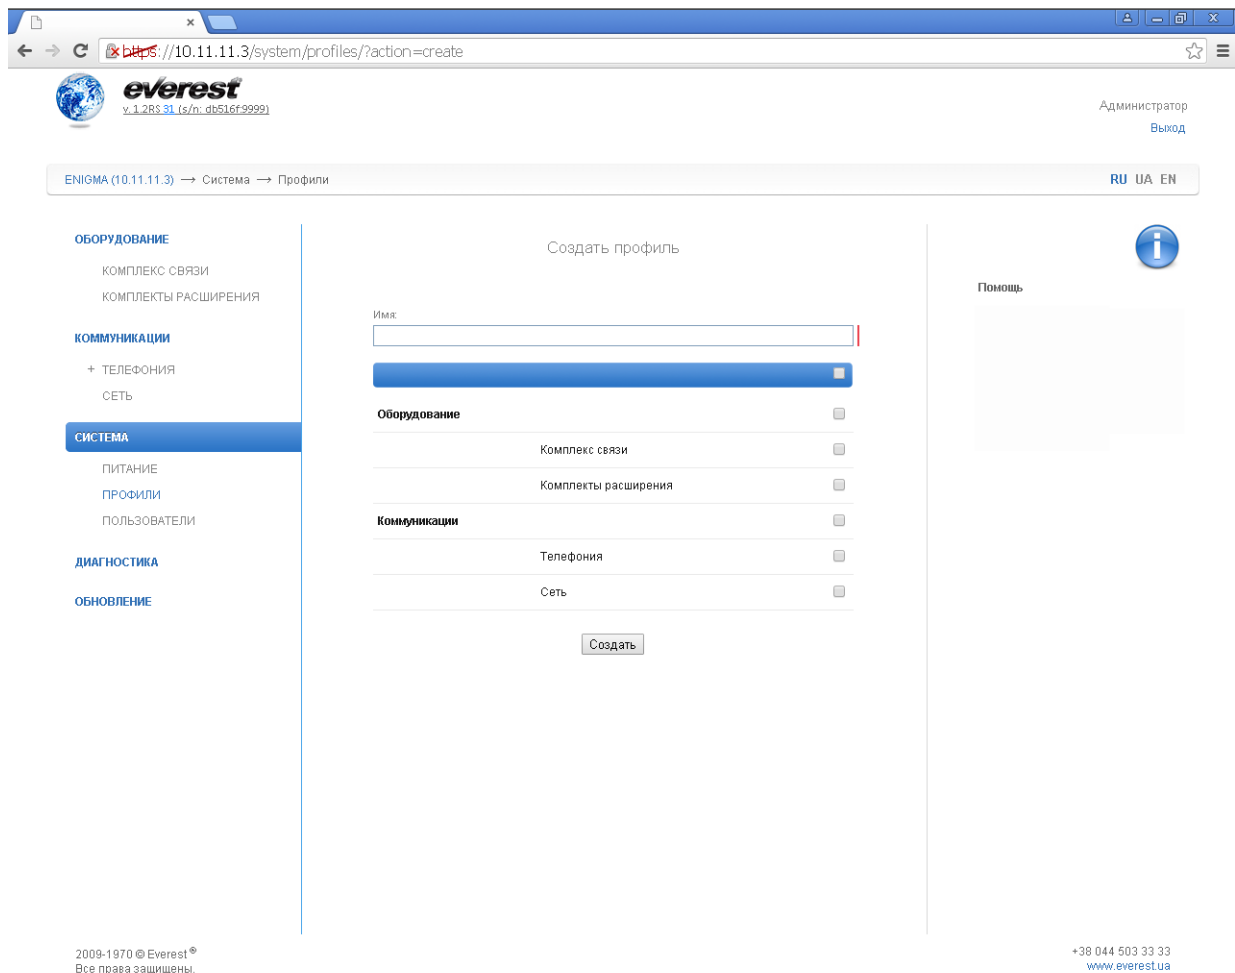 https://10.11.11.3/system/profiles/?action=create
everest
v. 1.2RS 31 (s/n: db516f:9999)
Администратор
Выход
ENIGMA (10.11.11.3) → Система → Профили
RU UA EN
ОБОРУДОВАНИЕ
КОМПЛЕКС СВЯЗИ
КОМПЛЕКТЫ РАСШИРЕНИЯ
КОММУНИКАЦИИ
+ ТЕЛЕФОНИЯ
СЕТЬ
СИСТЕМА
ПИТАНИЕ
ПРОФИЛИ
ПОЛЬЗОВАТЕЛИ
ДИАГНОСТИКА
ОБНОВЛЕНИЕ
Создать профиль
Имя:
Оборудование
Комплекс связи
Комплекты расширения
Коммуникации
Телефония
Сеть
Создать
Помощь
2009-1970 © Everest ®
Все права защищены.
+38 044 503 33 33
www.everest.ua